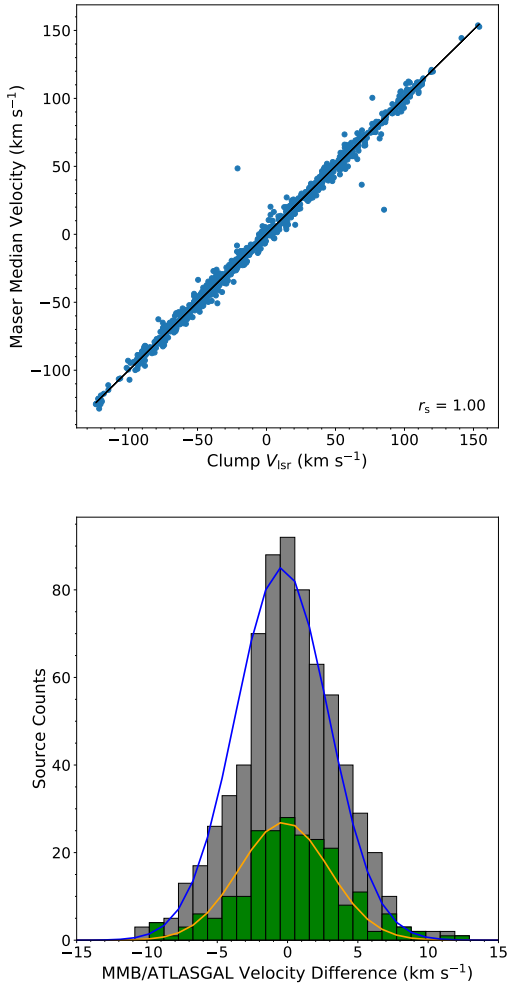 150
100
50
0
−50
−100
Maser Median Velocity (km s⁻¹)
r_s = 1.00
−100 −50 0 50 100 150
Clump V_lsr (km s⁻¹)
80
60
40
20
0
Source Counts
−15 −10 −5 0 5 10 15
MMB/ATLASGAL Velocity Difference (km s⁻¹)